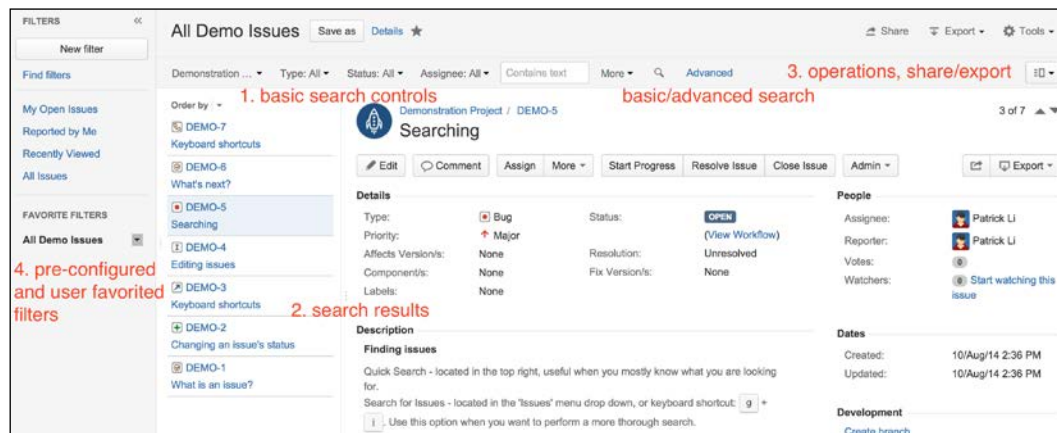 FILTERS «
New filter
Find filters
My Open Issues
Reported by Me
Recently Viewed
All Issues
FAVORITE FILTERS
All Demo Issues
4. pre-configured
and user favorited
filters
All Demo Issues Save as Details Share Export Tools
Demonstration ... Type: All Status: All Assignee: All Contains text More Advanced
1. basic search controls
basic/advanced search
3. operations, share/export
Order by
DEMO-7
Keyboard shortcuts
DEMO-6
What's next?
DEMO-5
Searching
DEMO-4
Editing issues
DEMO-3
Keyboard shortcuts
DEMO-2
Changing an issue's status
DEMO-1
What is an issue?
2. search results
Demonstration Project / DEMO-5
Searching
3 of 7
Edit Comment Assign More Start Progress Resolve Issue Close Issue Admin Export
Details
Type: Bug Status: OPEN
Priority: Major (View Workflow)
Affects Version/s: None Resolution: Unresolved
Component/s: None Fix Version/s: None
Labels: None
Description
Finding issues
Quick Search - located in the top right, useful when you mostly know what you are looking
for.
Search for Issues - located in the 'Issues' menu drop down, or keyboard shortcut: g +
i . Use this option when you want to perform a more thorough search.
People
Assignee: Patrick Li
Reporter: Patrick Li
Votes: 0
Watchers: 0 Start watching this
issue
Dates
Created: 10/Aug/14 2:36 PM
Updated: 10/Aug/14 2:36 PM
Development
Create branch